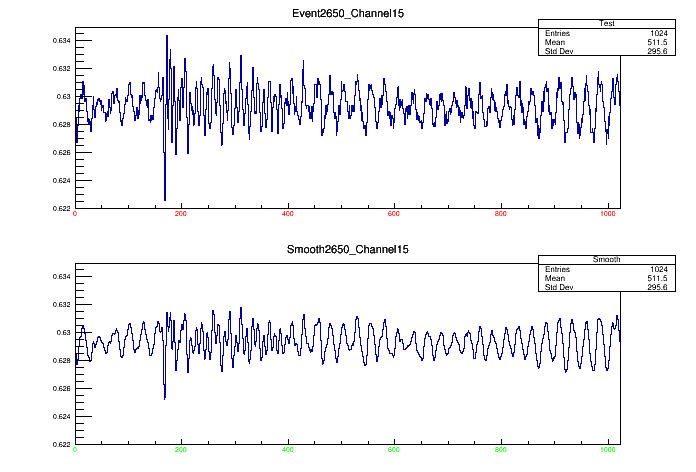 Event2650_Channel15
Test
Entries 1024
Mean 511.5
Std Dev 295.6
0.634
0.632
0.63
0.628
0.626
0.624
0.622
0 200 400 600 800 1000
Smooth2650_Channel15
Smooth
Entries 1024
Mean 511.5
Std Dev 295.6
0.634
0.632
0.63
0.628
0.626
0.624
0.622
0 200 400 600 800 1000